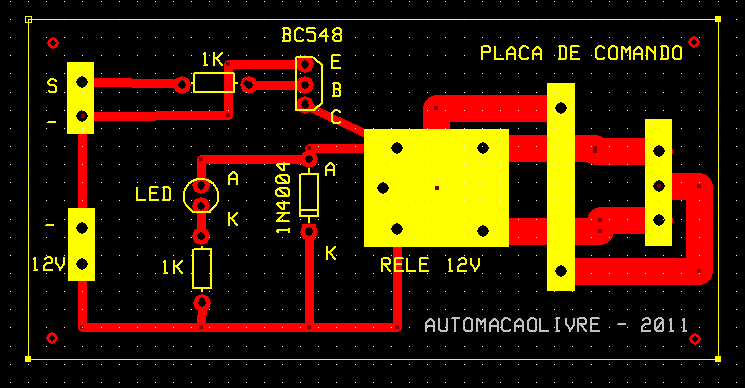 BC548
PLACA DE COMANDO
1K
E
S
B
-
C
A
A
LED
1N4004
K
-
K
12V
1K
RELE 12V
AUTOMACAOLIVRE - 2011